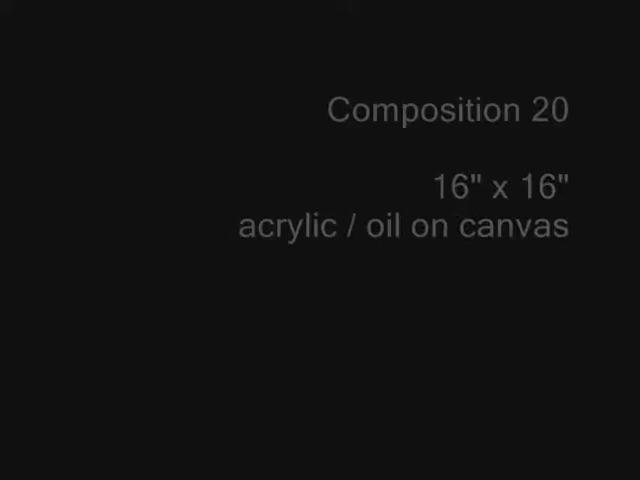 Composition 20
16" x 16"
acrylic / oil on canvas